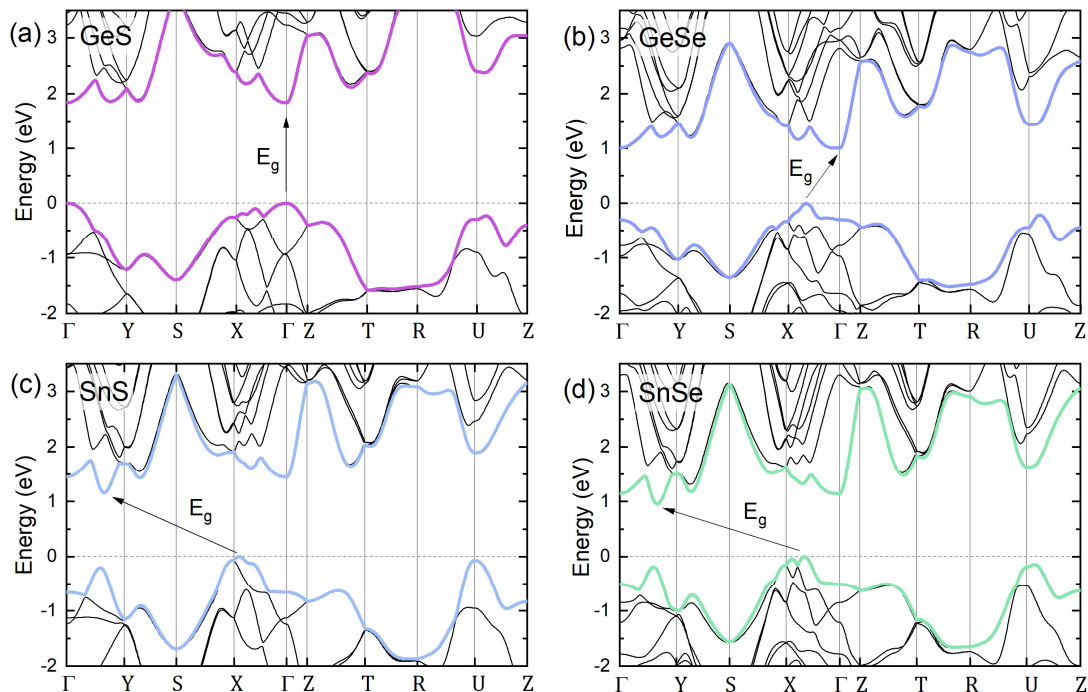 (a) GeS
Energy (eV)
3
2
1
0
-1
-2
E_g
Γ Y S X Γ Z T R U Z
(b) GeSe
Energy (eV)
3
2
1
0
-1
-2
E_g
Γ Y S X Γ Z T R U Z
(c) SnS
Energy (eV)
3
2
1
0
-1
-2
E_g
Γ Y S X Γ Z T R U Z
(d) SnSe
Energy (eV)
3
2
1
0
-1
-2
E_g
Γ Y S X Γ Z T R U Z